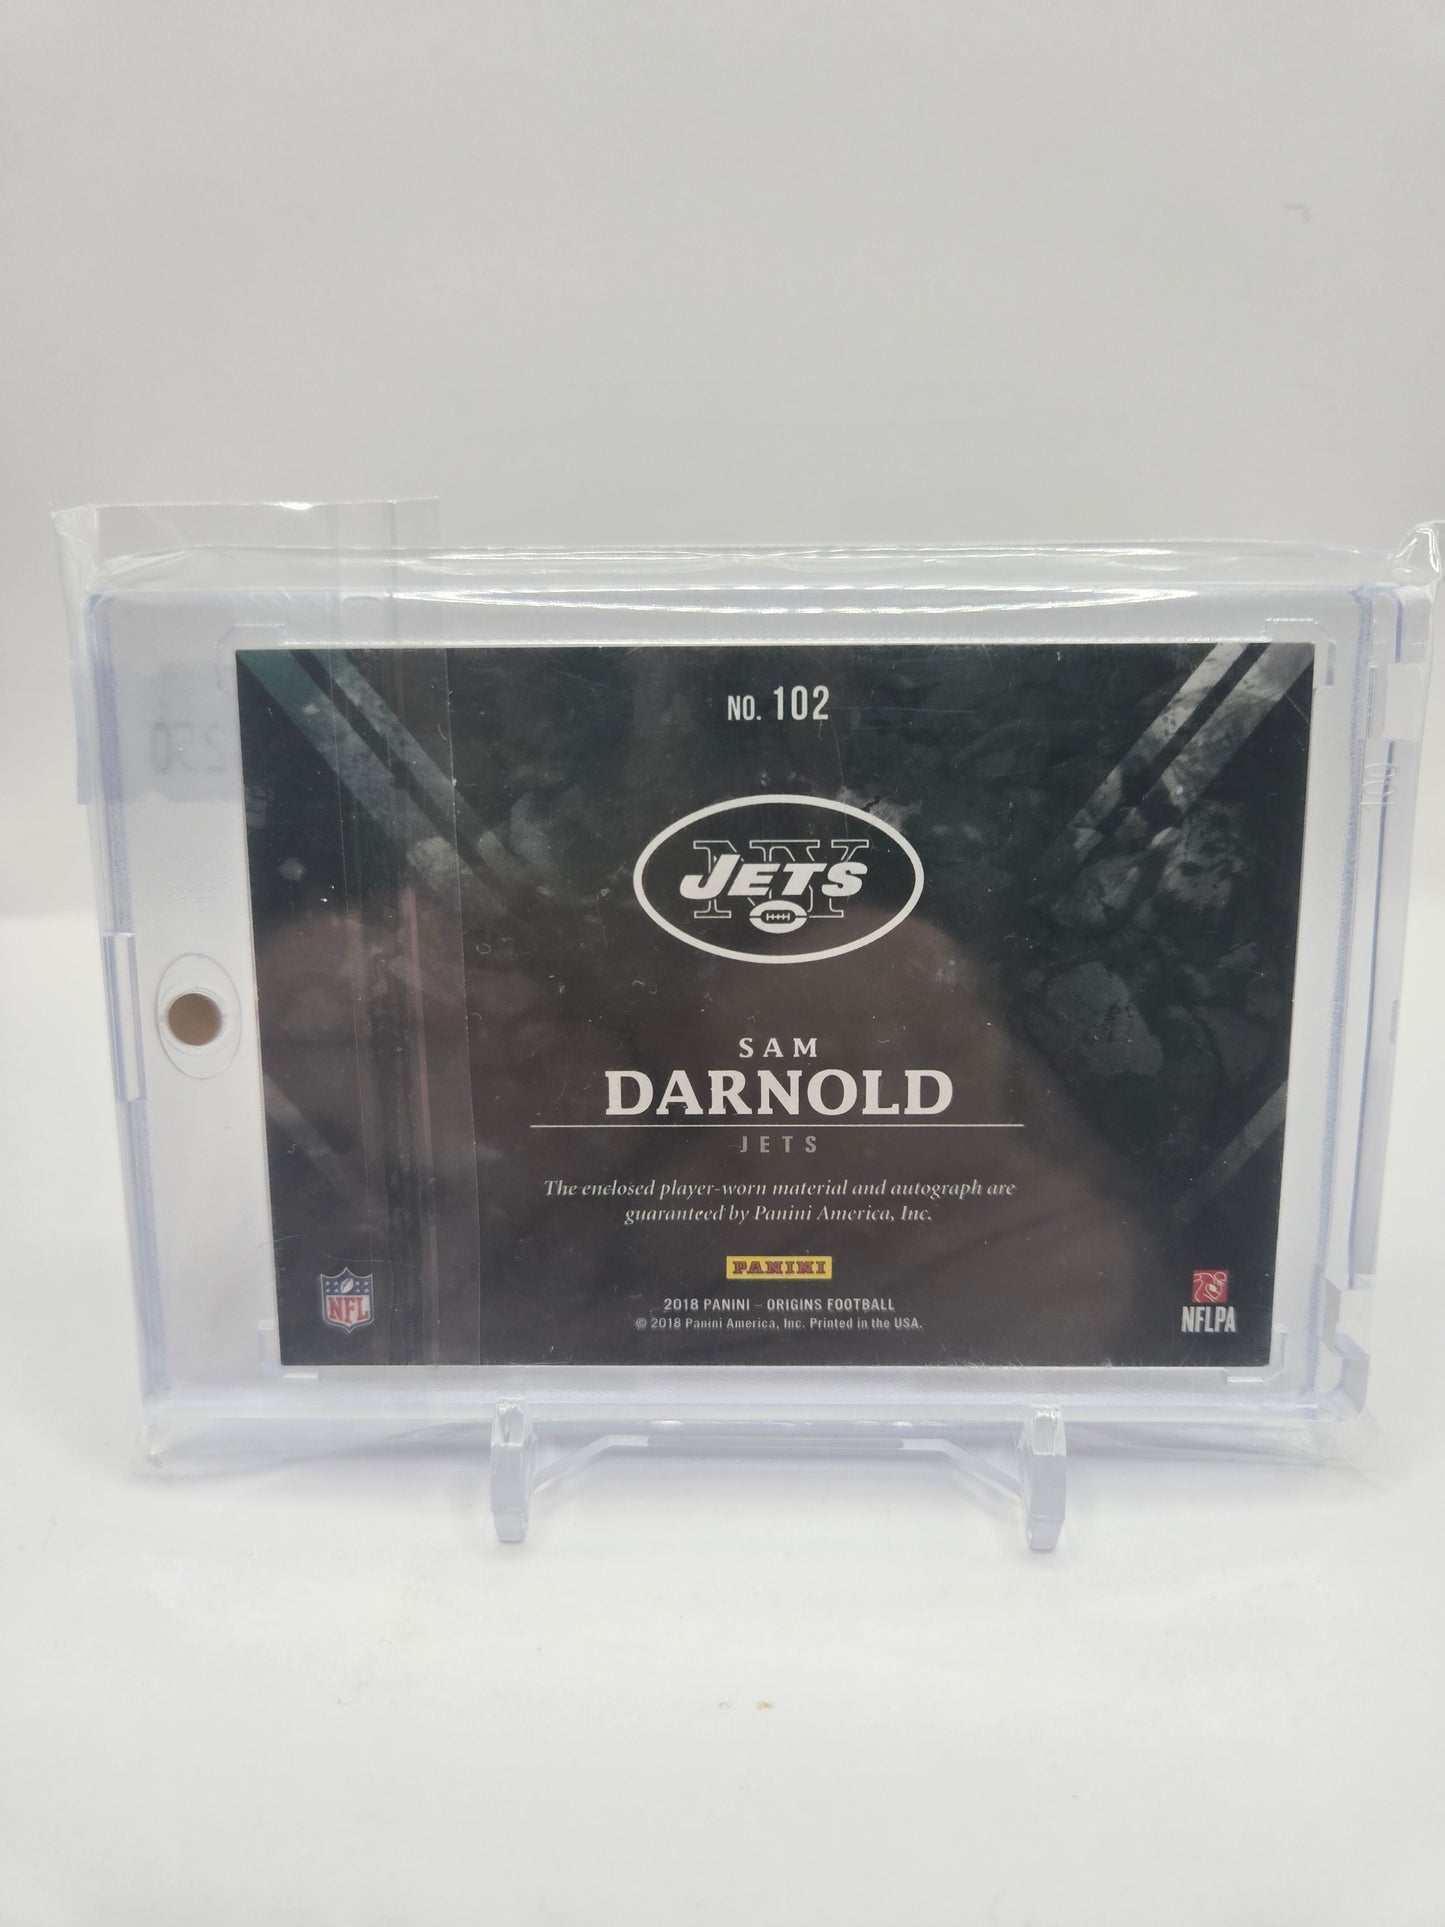 NO. 102
NY
JETS
SAM
DARNOLD
JETS
The enclosed player-worn material and autograph are
guaranteed by Panini America, Inc.
PANINI
NFL
2018 PANINI – ORIGINS FOOTBALL
© 2018 Panini America, Inc. Printed in the USA.
NFLPA